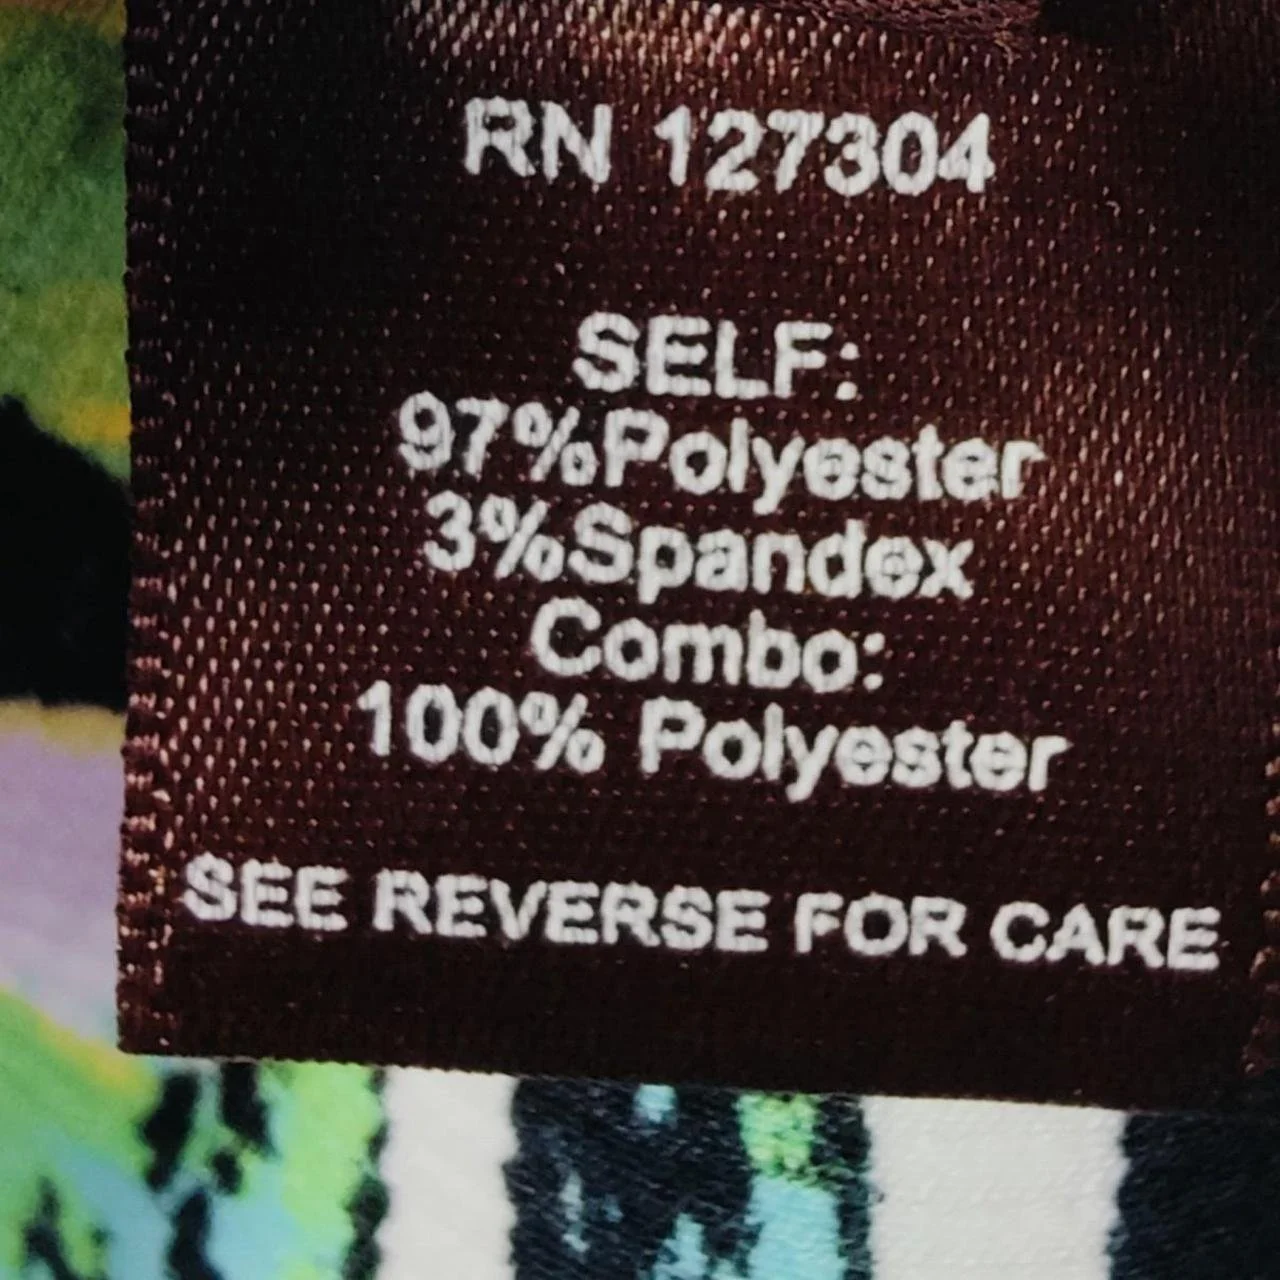 RN 127304
SELF:
97%Polyester
3%Spandex
Combo:
100% Polyester
SEE REVERSE FOR CARE